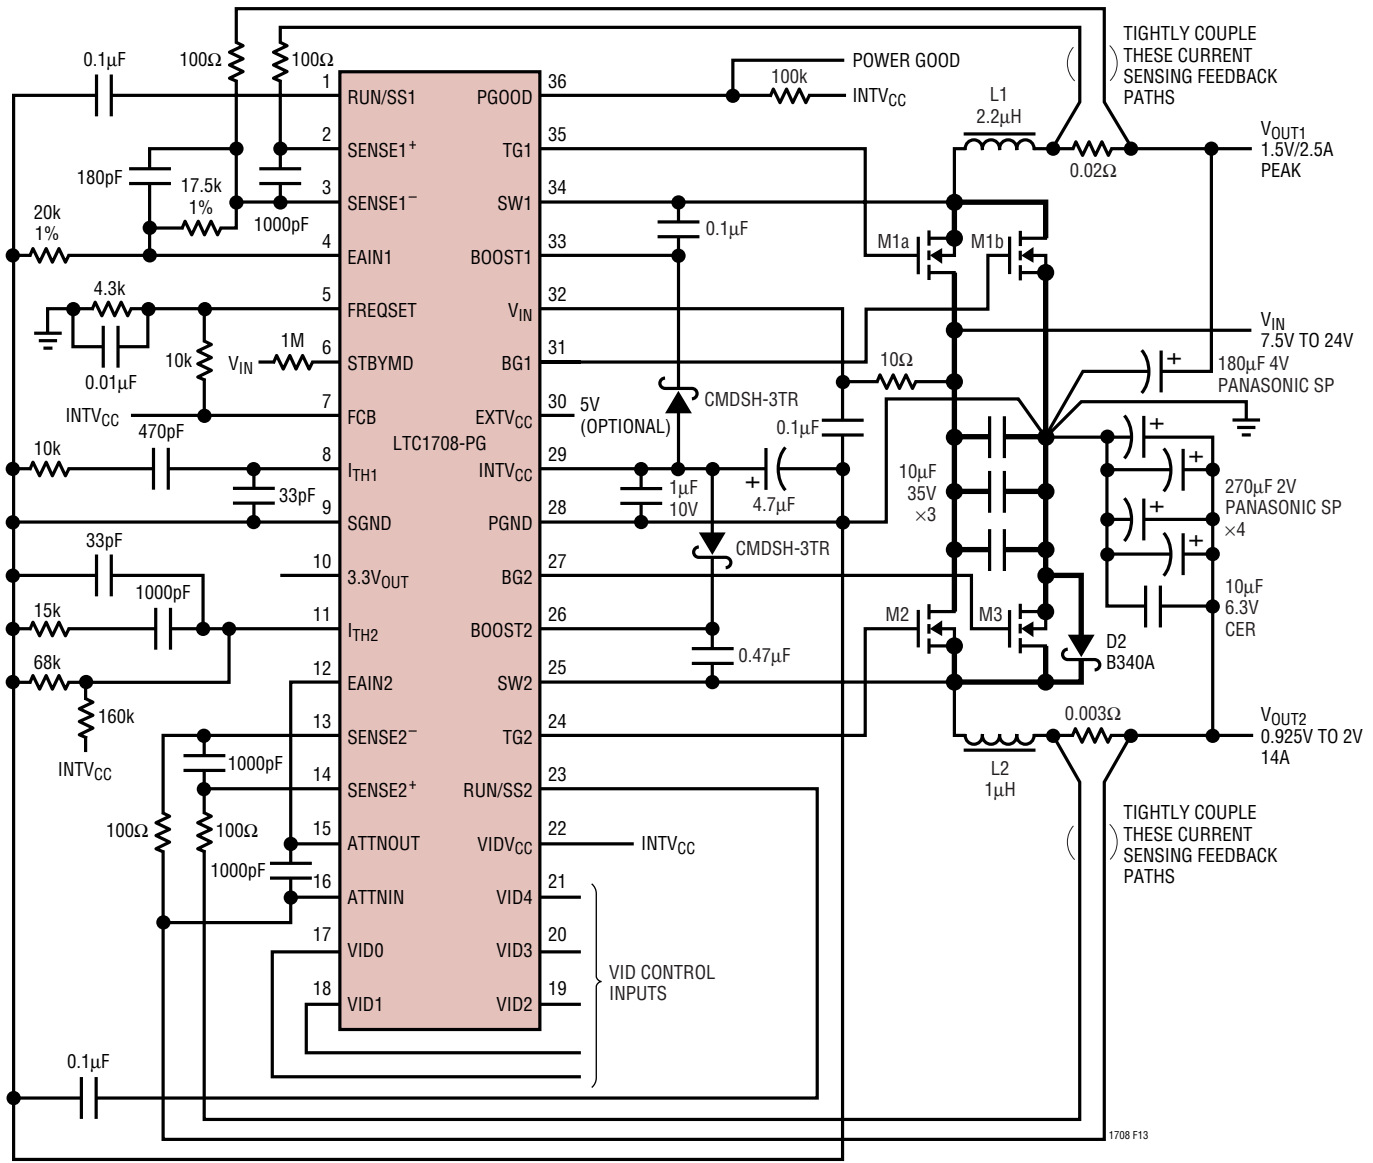 0.1µF
100Ω
100Ω
1
RUN/SS1
2
SENSE1+
180pF
17.5k
1%
3
SENSE1–
1000pF
20k
1%
4
EAIN1
4.3k
5
FREQSET
0.01µF
10k
VIN
1M
6
STBYMD
INTVCC
7
FCB
LTC1708-PG
10k
470pF
8
ITH1
33pF
9
SGND
33pF
10
3.3VOUT
1000pF
15k
11
ITH2
68k
12
EAIN2
160k
INTVCC
13
SENSE2–
1000pF
14
SENSE2+
100Ω
100Ω
15
ATTNOUT
1000pF
16
ATTNIN
17
VID0
18
VID1
0.1µF
36
PGOOD
POWER GOOD
100k
INTVCC
35
TG1
34
SW1
0.1µF
33
BOOST1
32
VIN
31
BG1
30
EXTVCC
5V
(OPTIONAL)
CMDSH-3TR
29
INTVCC
1µF
10V
+
4.7µF
0.1µF
10Ω
28
PGND
CMDSH-3TR
27
BG2
26
BOOST2
0.47µF
25
SW2
24
TG2
23
RUN/SS2
22
VIDVCC
INTVCC
21
VID4
20
VID3
19
VID2
VID CONTROL
INPUTS
TIGHTLY COUPLE
THESE CURRENT
SENSING FEEDBACK
PATHS
L1
2.2µH
0.02Ω
VOUT1
1.5V/2.5A
PEAK
M1a
M1b
VIN
7.5V TO 24V
+
180µF 4V
PANASONIC SP
10µF
35V
×3
+
+
+
+
270µF 2V
PANASONIC SP
×4
10µF
6.3V
CER
M2
M3
D2
B340A
L2
1µH
0.003Ω
VOUT2
0.925V TO 2V
14A
TIGHTLY COUPLE
THESE CURRENT
SENSING FEEDBACK
PATHS
1708 F13